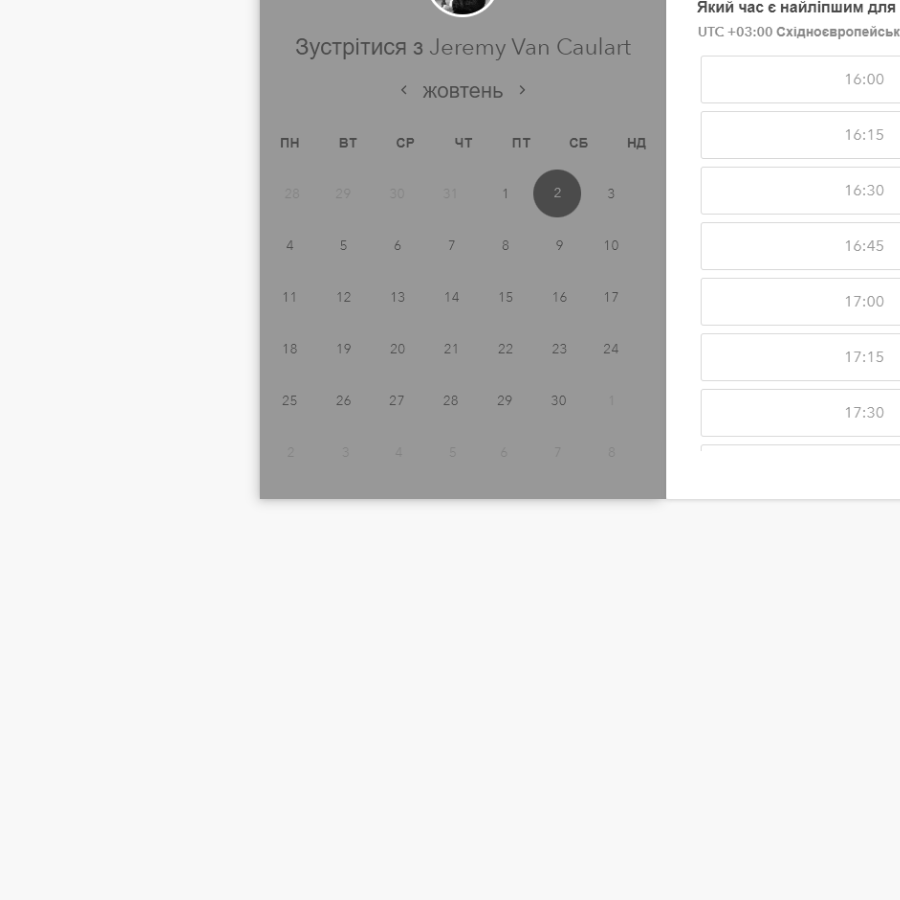 Зустрітися з Jeremy Van Caulart
жовтень
ПН ВТ СР ЧТ ПТ СБ НД
28 29 30 31 1 2 3
4 5 6 7 8 9 10
11 12 13 14 15 16 17
18 19 20 21 22 23 24
25 26 27 28 29 30 1
2 3 4 5 6 7 8
Який час є найліпшим для
UTC +03:00 Східноєвропейськ
16:00
16:15
16:30
16:45
17:00
17:15
17:30